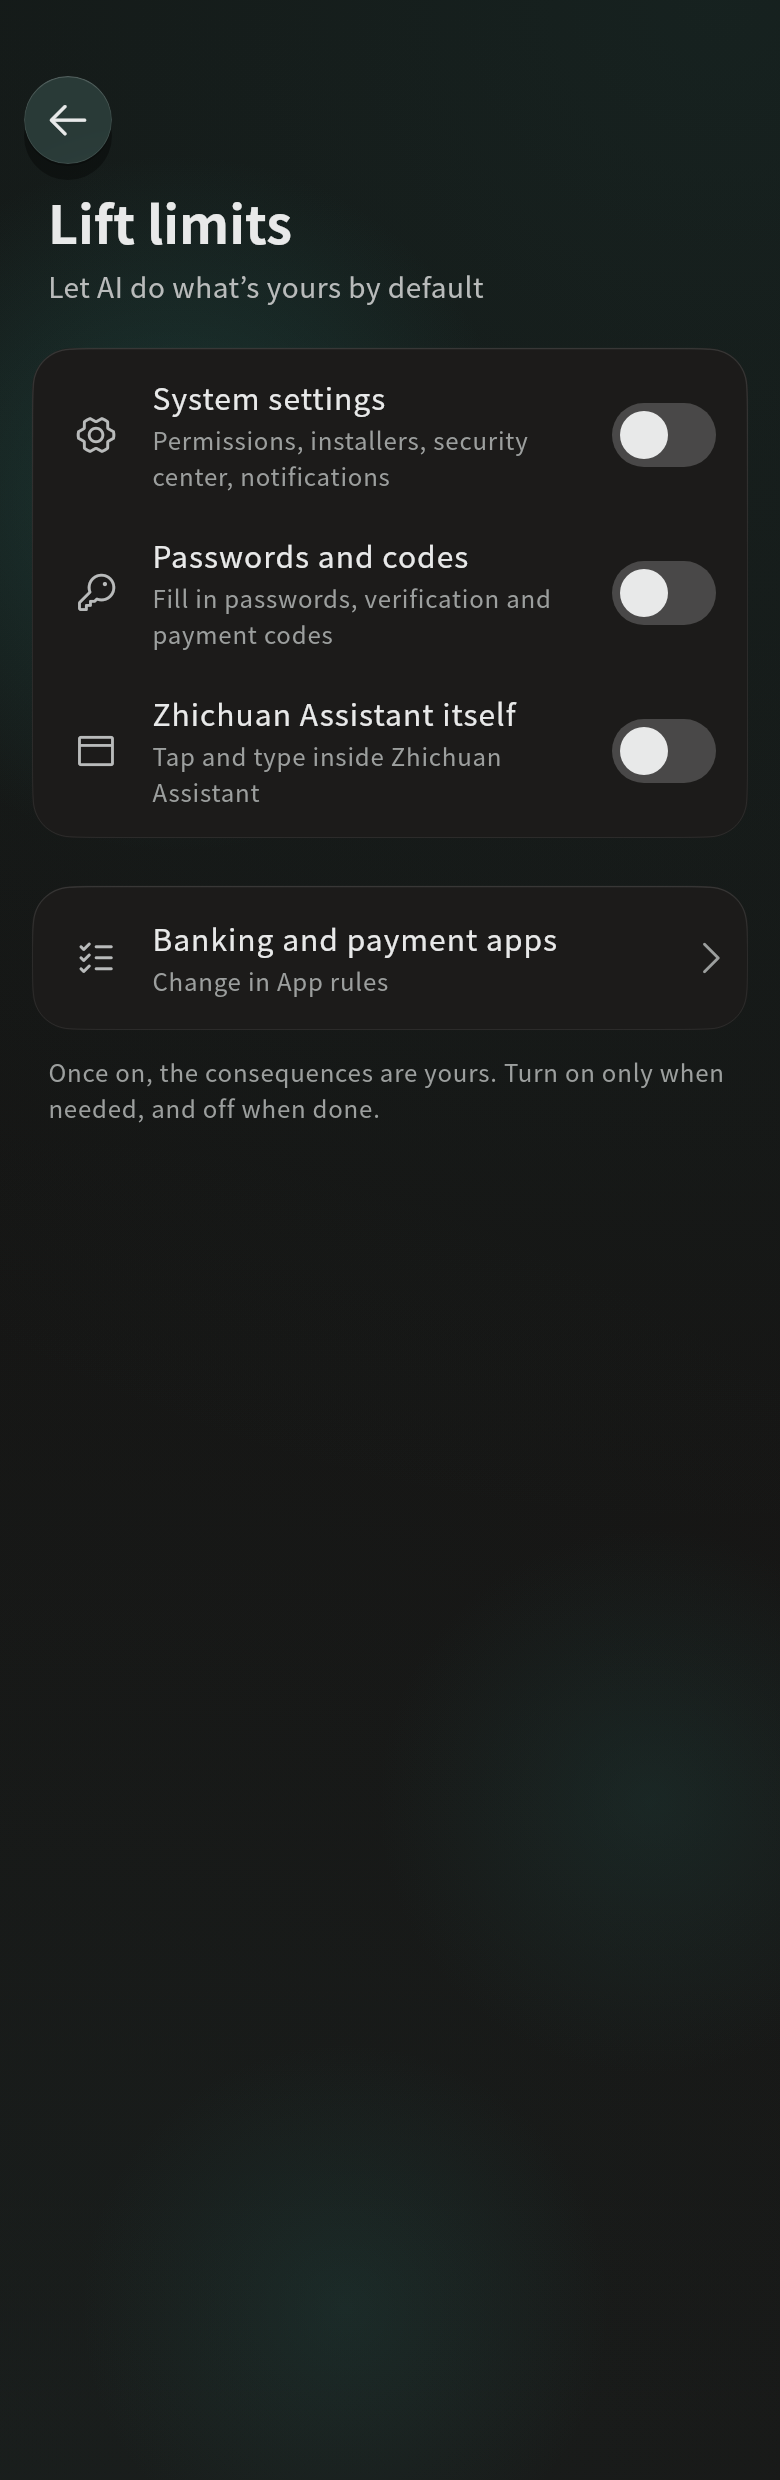 Lift limits
Let AI do what’s yours by default
System settings
Permissions, installers, security
center, notifications
Passwords and codes
Fill in passwords, verification and
payment codes
Zhichuan Assistant itself
Tap and type inside Zhichuan
Assistant
Banking and payment apps
Change in App rules
Once on, the consequences are yours. Turn on only when
needed, and off when done.